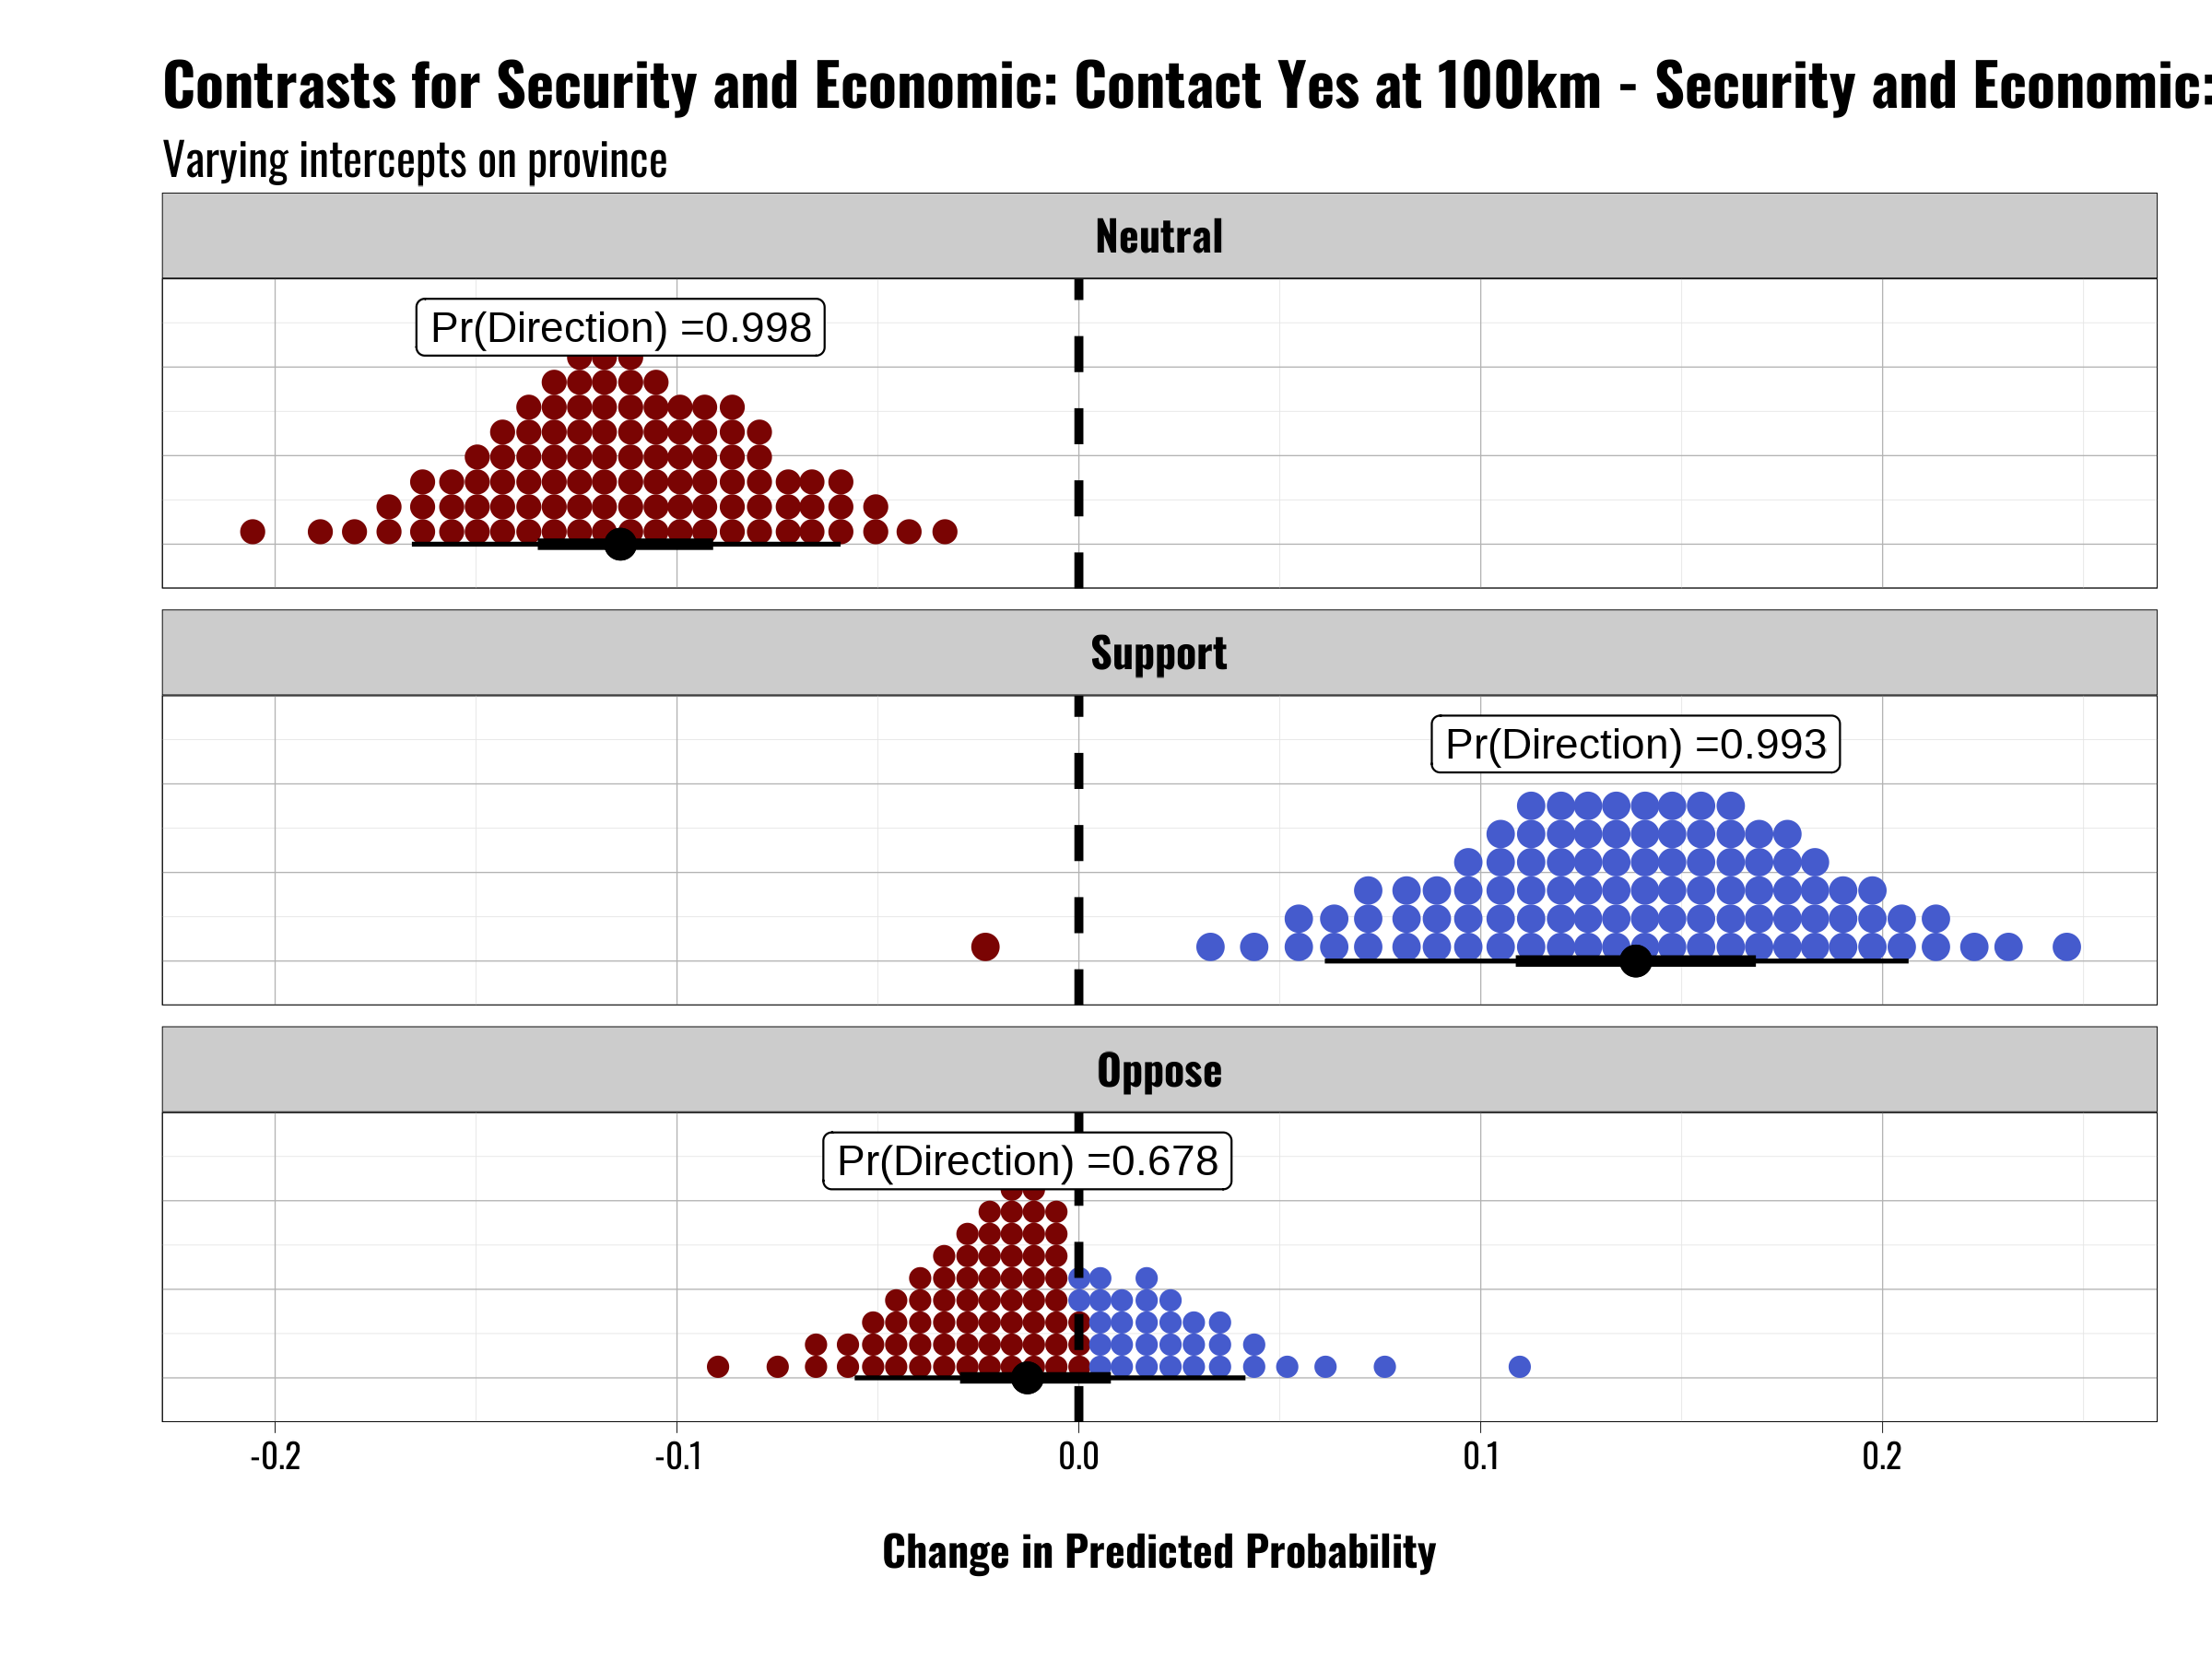 Contrasts for Security and Economic: Contact Yes at 100km - Security and Economic:
Varying intercepts on province
Neutral
Pr(Direction) =0.998
Support
Pr(Direction) =0.993
Oppose
Pr(Direction) =0.678
-0.2 -0.1 0.0 0.1 0.2
Change in Predicted Probability